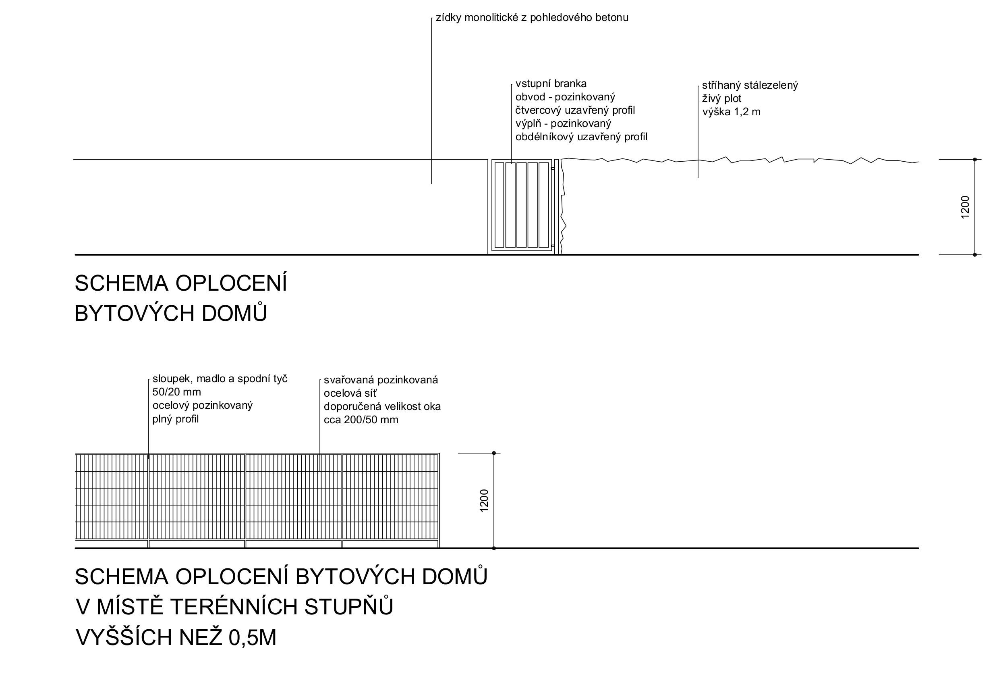 zídky monolitické z pohledového betonu
vstupní branka
obvod - pozinkovaný
čtvercový uzavřený profil
výplň - pozinkovaný
obdélníkový uzavřený profil
stříhaný stálezelený
živý plot
výška 1,2 m
1200
SCHEMA OPLOCENÍ
BYTOVÝCH DOMŮ
sloupek, madlo a spodní tyč
50/20 mm
ocelový pozinkovaný
plný profil
svařovaná pozinkovaná
ocelová síť
doporučená velikost oka
cca 200/50 mm
1200
SCHEMA OPLOCENÍ BYTOVÝCH DOMŮ
V MÍSTĚ TERÉNNÍCH STUPŇŮ
VYŠŠÍCH NEŽ 0,5M